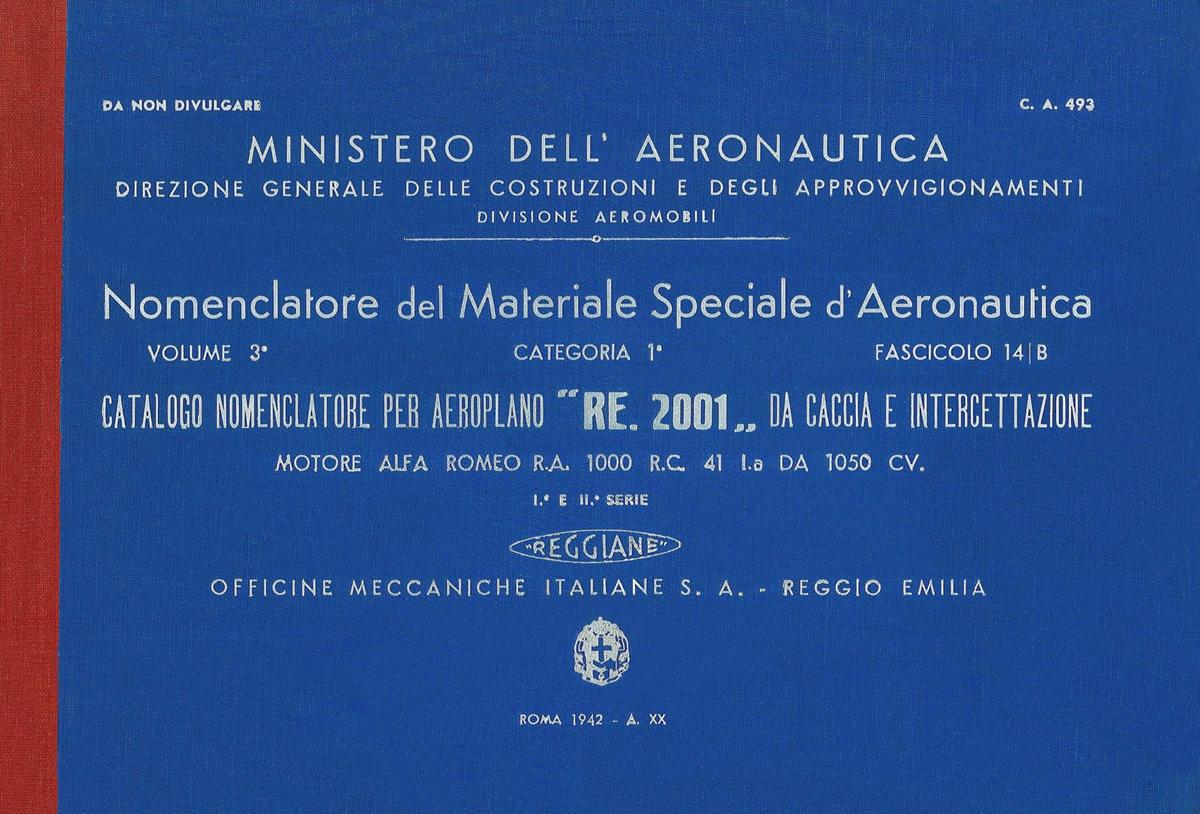 DA NON DIVULGARE
C. A. 493
MINISTERO DELL' AERONAUTICA
DIREZIONE GENERALE DELLE COSTRUZIONI E DEGLI APPROVVIGIONAMENTI
DIVISIONE AEROMOBILI
Nomenclatore del Materiale Speciale d'Aeronautica
VOLUME 3° CATEGORIA 1ª FASCICOLO 14|B
CATALOGO NOMENCLATORE PER AEROPLANO “RE. 2001„ DA CACCIA E INTERCETTAZIONE
MOTORE ALFA ROMEO R.A. 1000 R.C. 41 I.a DA 1050 CV.
I.ª E II.ª SERIE
"REGGIANE"
OFFICINE MECCANICHE ITALIANE S. A. - REGGIO EMILIA
ROMA 1942 - A. XX